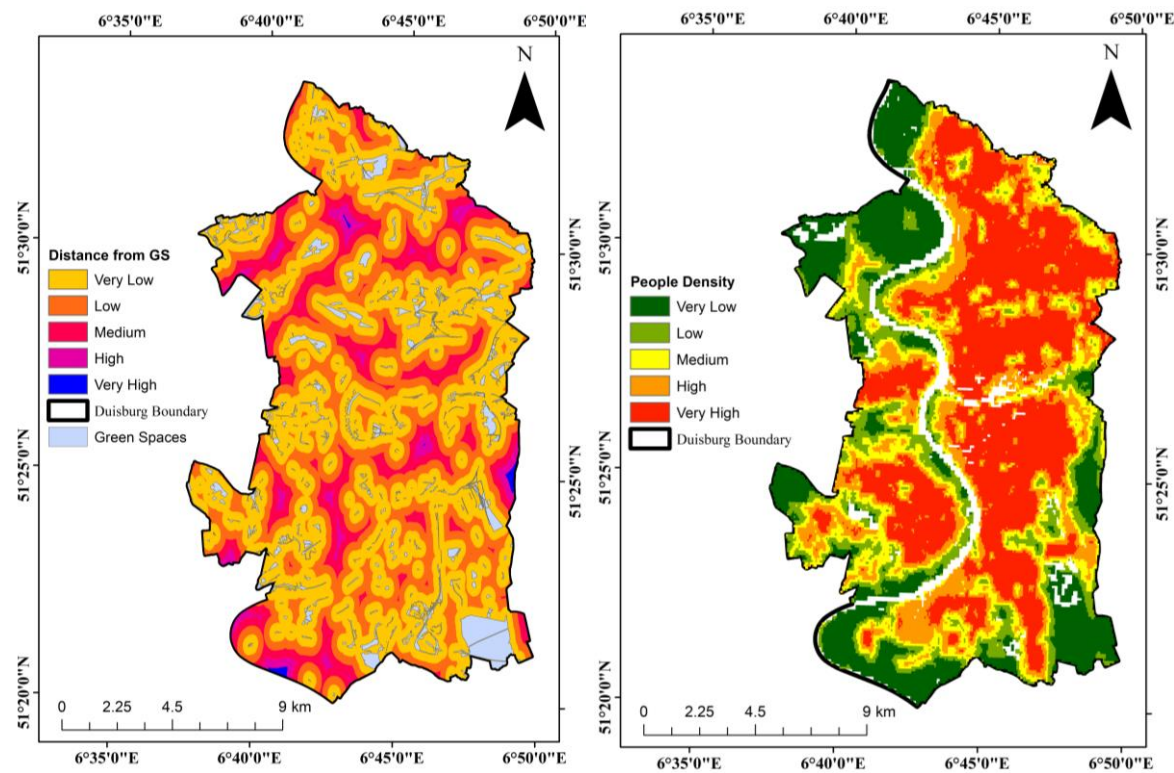 6°35'0"E 6°40'0"E 6°45'0"E 6°50'0"E
N
51°30'0"N
51°25'0"N
51°20'0"N
Distance from GS
Very Low
Low
Medium
High
Very High
Duisburg Boundary
Green Spaces
51°30'0"N
51°25'0"N
51°20'0"N
0 2.25 4.5 9 km
6°35'0"E 6°40'0"E 6°45'0"E 6°50'0"E
6°35'0"E 6°40'0"E 6°45'0"E 6°50'0"E
N
51°30'0"N
51°25'0"N
51°20'0"N
People Density
Very Low
Low
Medium
High
Very High
Duisburg Boundary
51°30'0"N
51°25'0"N
51°20'0"N
0 2.25 4.5 9 km
6°35'0"E 6°40'0"E 6°45'0"E 6°50'0"E